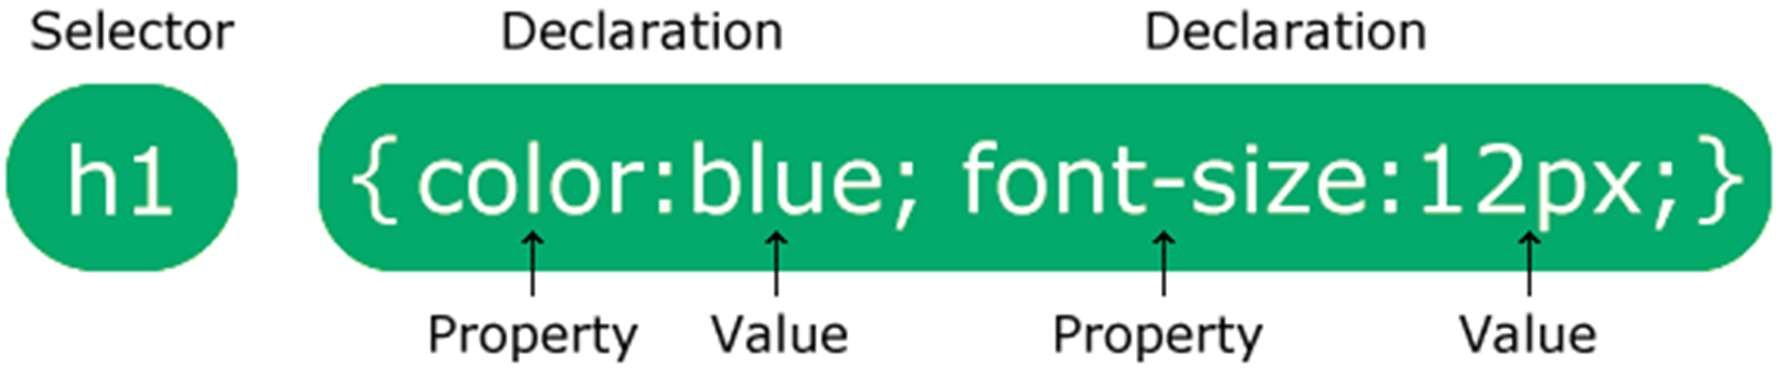 Selector Declaration Declaration
h1 {color:blue; font-size:12px;}
Property Value Property Value